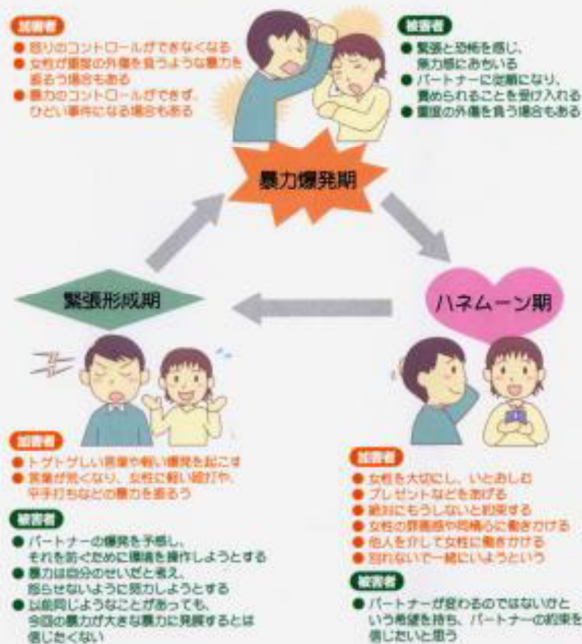 加害者
● 怒りのコントロールができなくなる
● 女性が重度の外傷を負うような暴力を
振るう場合もある
● 暴力のコントロールができず、
ひどい事件になる場合もある
被害者
● 緊張と恐怖を感じ、
無力感におちいる
● パートナーに従順になり、
責められることを受け入れる
● 重度の外傷を負う場合もある
暴力爆発期
緊張形成期
ハネムーン期
加害者
● トゲトゲしい言葉や軽い爆発を起こす
● 言葉が荒くなり、女性に軽い殴打や、
平手打ちなどの暴力を振るう
被害者
● パートナーの爆発を予感し、
それを防ぐために環境を操作しようとする
● 暴力は自分のせいだと考え、
怒らせないように努力しようとする
● 以前同じようなことがあっても、
今回の暴力が大きな暴力に発展するとは
信じたくない
加害者
● 女性を大切にし、いとおしむ
● プレゼントなどをあげる
● 絶対にもうしないと約束する
● 女性の罪悪感や同情心に働きかける
● 他人を介して女性に働きかける
● 別れないで一緒にいようという
被害者
● パートナーが変わるのではないかと
いう希望を持ち、パートナーの約束を
信じたいと思う